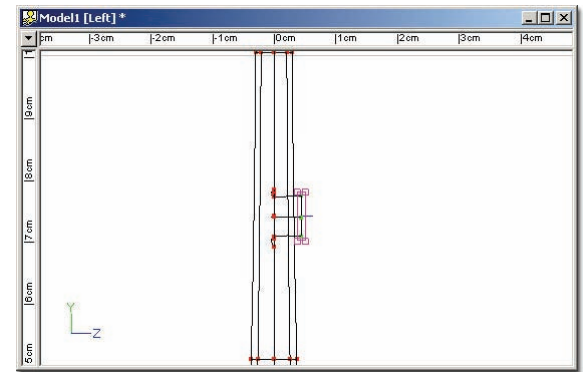 Model1 [Left] *
cm |-3cm |-2cm |-1cm |0cm |1cm |2cm |3cm |4cm
|9cm
|8cm
|7cm
|6cm
5cm
Y
Z